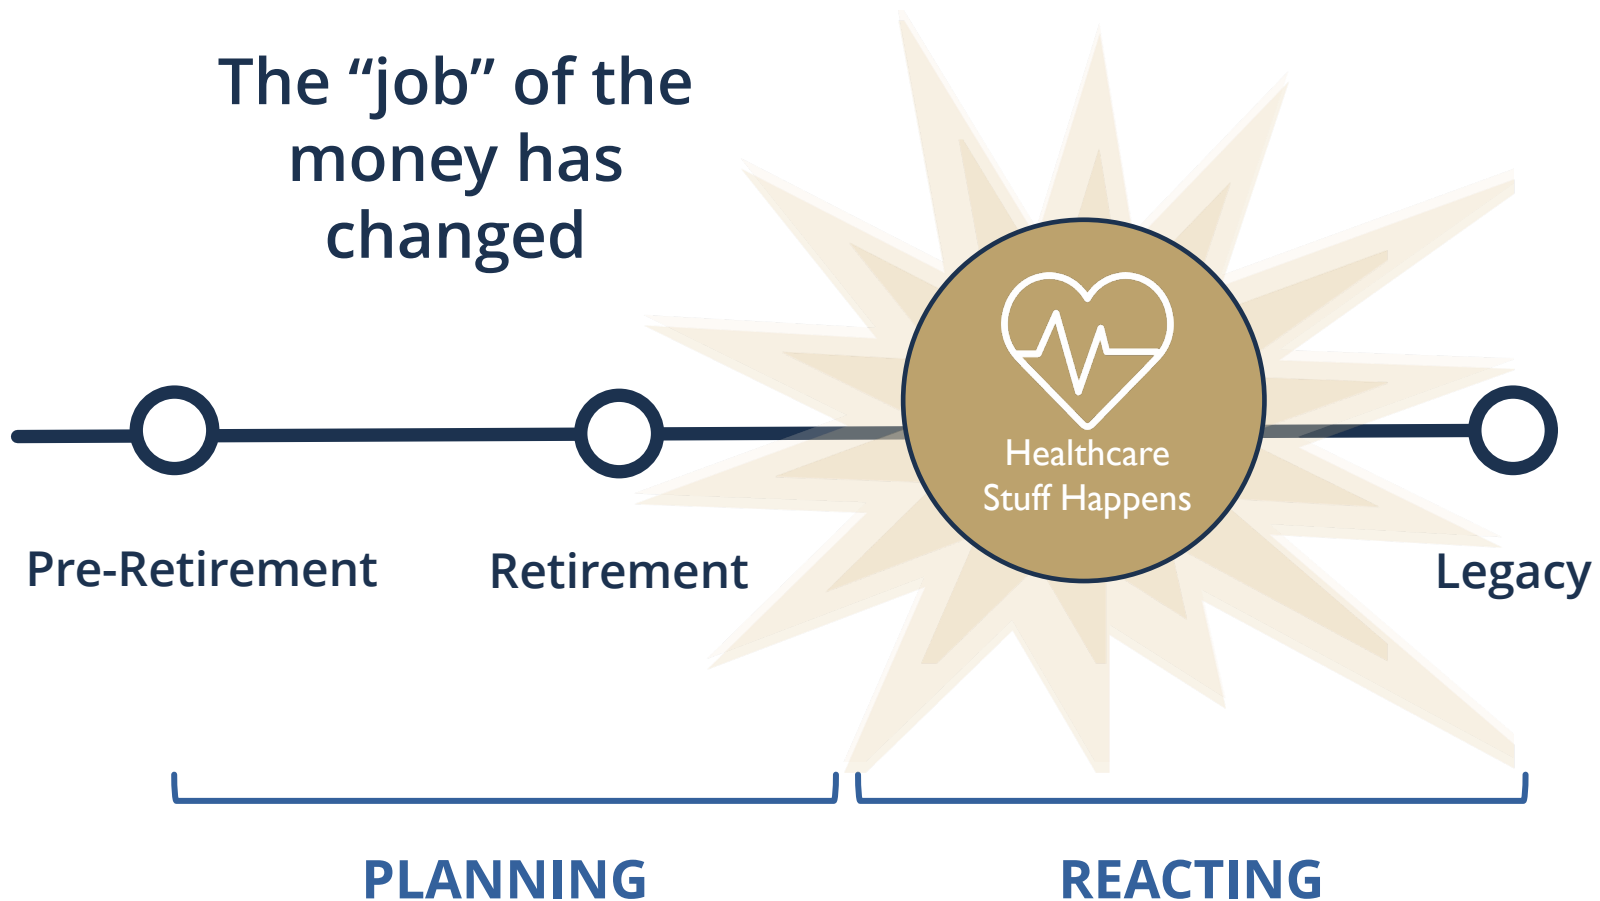 The “job” of the
money has
changed
Healthcare
Stuff Happens
Pre-Retirement
Retirement
Legacy
PLANNING
REACTING